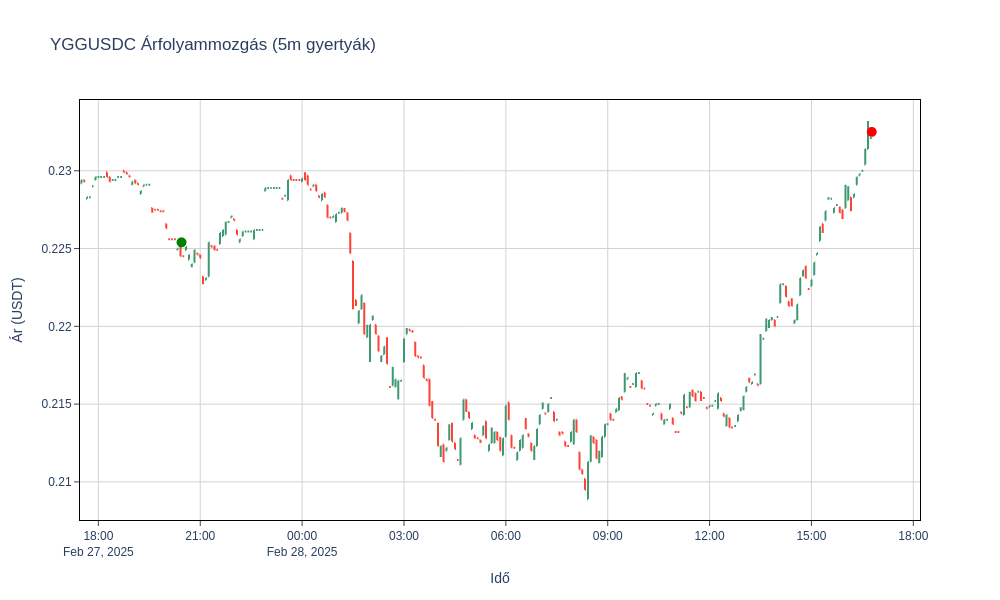 YGGUSDC Árfolyammozgás (5m gyertyák)
Ár (USDT)
0.23
0.225
0.22
0.215
0.21
18:00 21:00 00:00 03:00 06:00 09:00 12:00 15:00 18:00
Feb 27, 2025 Feb 28, 2025
Idő